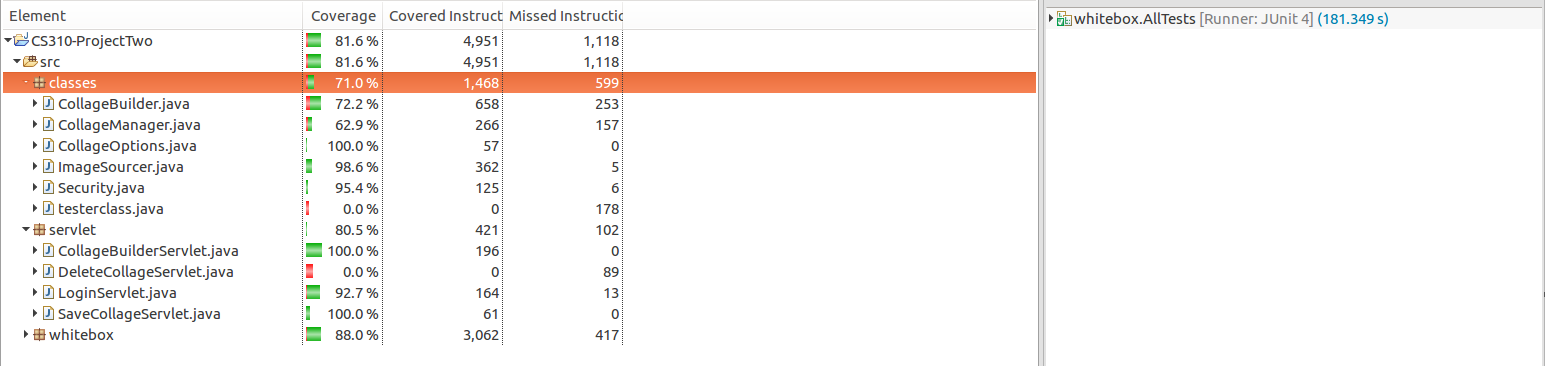 Element Coverage Covered Instruct Missed Instructic
CS310-ProjectTwo 81.6 % 4,951 1,118
src 81.6 % 4,951 1,118
classes 71.0 % 1,468 599
CollageBuilder.java 72.2 % 658 253
CollageManager.java 62.9 % 266 157
CollageOptions.java 100.0 % 57 0
ImageSourcer.java 98.6 % 362 5
Security.java 95.4 % 125 6
testerclass.java 0.0 % 0 178
servlet 80.5 % 421 102
CollageBuilderServlet.java 100.0 % 196 0
DeleteCollageServlet.java 0.0 % 0 89
LoginServlet.java 92.7 % 164 13
SaveCollageServlet.java 100.0 % 61 0
whitebox 88.0 % 3,062 417
whitebox.AllTests [Runner: JUnit 4] (181.349 s)